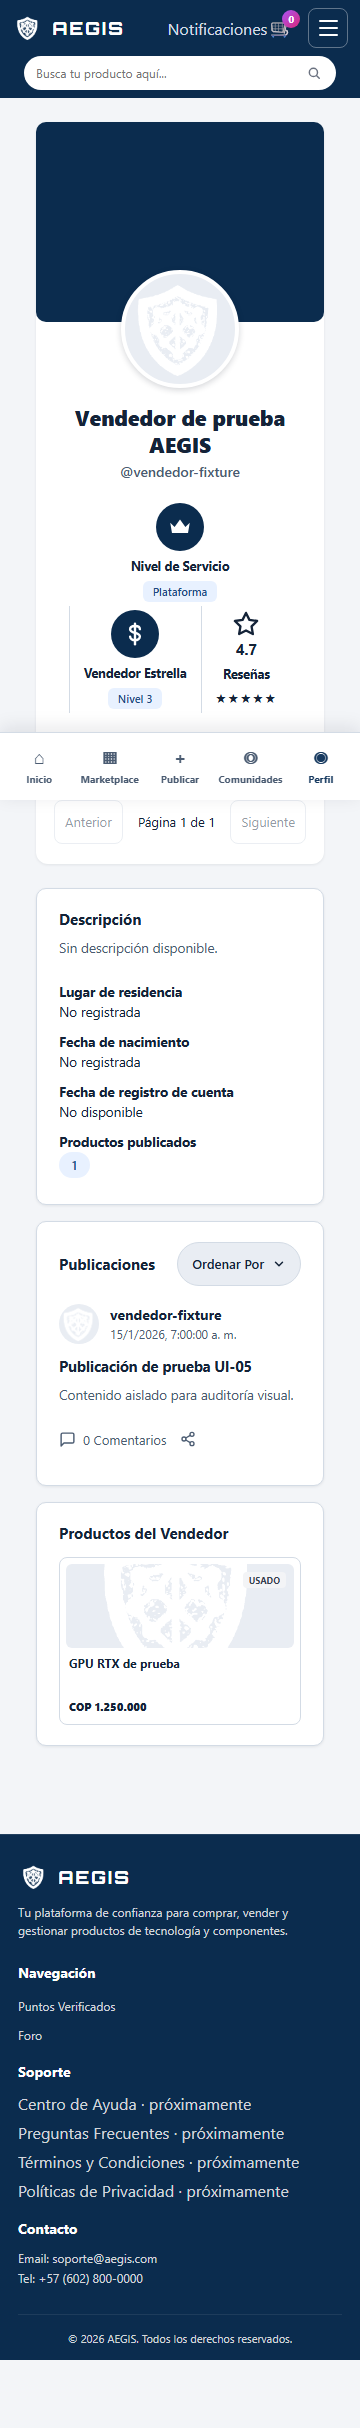 AEGIS
Notificaciones
0
Busca tu producto aquí...
Vendedor de prueba
AEGIS
@vendedor-fixture
Nivel de Servicio
Plataforma
Vendedor Estrella
Nivel 3
4.7
Reseñas
★★★★★
Inicio
Marketplace
Publicar
Comunidades
Perfil
Anterior
Página 1 de 1
Siguiente
Descripción
Sin descripción disponible.
Lugar de residencia
No registrada
Fecha de nacimiento
No registrada
Fecha de registro de cuenta
No disponible
Productos publicados
1
Publicaciones
Ordenar Por
vendedor-fixture
15/1/2026, 7:00:00 a. m.
Publicación de prueba UI-05
Contenido aislado para auditoría visual.
0 Comentarios
Productos del Vendedor
USADO
GPU RTX de prueba
COP 1.250.000
AEGIS
Tu plataforma de confianza para comprar, vender y
gestionar productos de tecnología y componentes.
Navegación
Puntos Verificados
Foro
Soporte
Centro de Ayuda · próximamente
Preguntas Frecuentes · próximamente
Términos y Condiciones · próximamente
Políticas de Privacidad · próximamente
Contacto
Email: soporte@aegis.com
Tel: +57 (602) 800-0000
© 2026 AEGIS. Todos los derechos reservados.